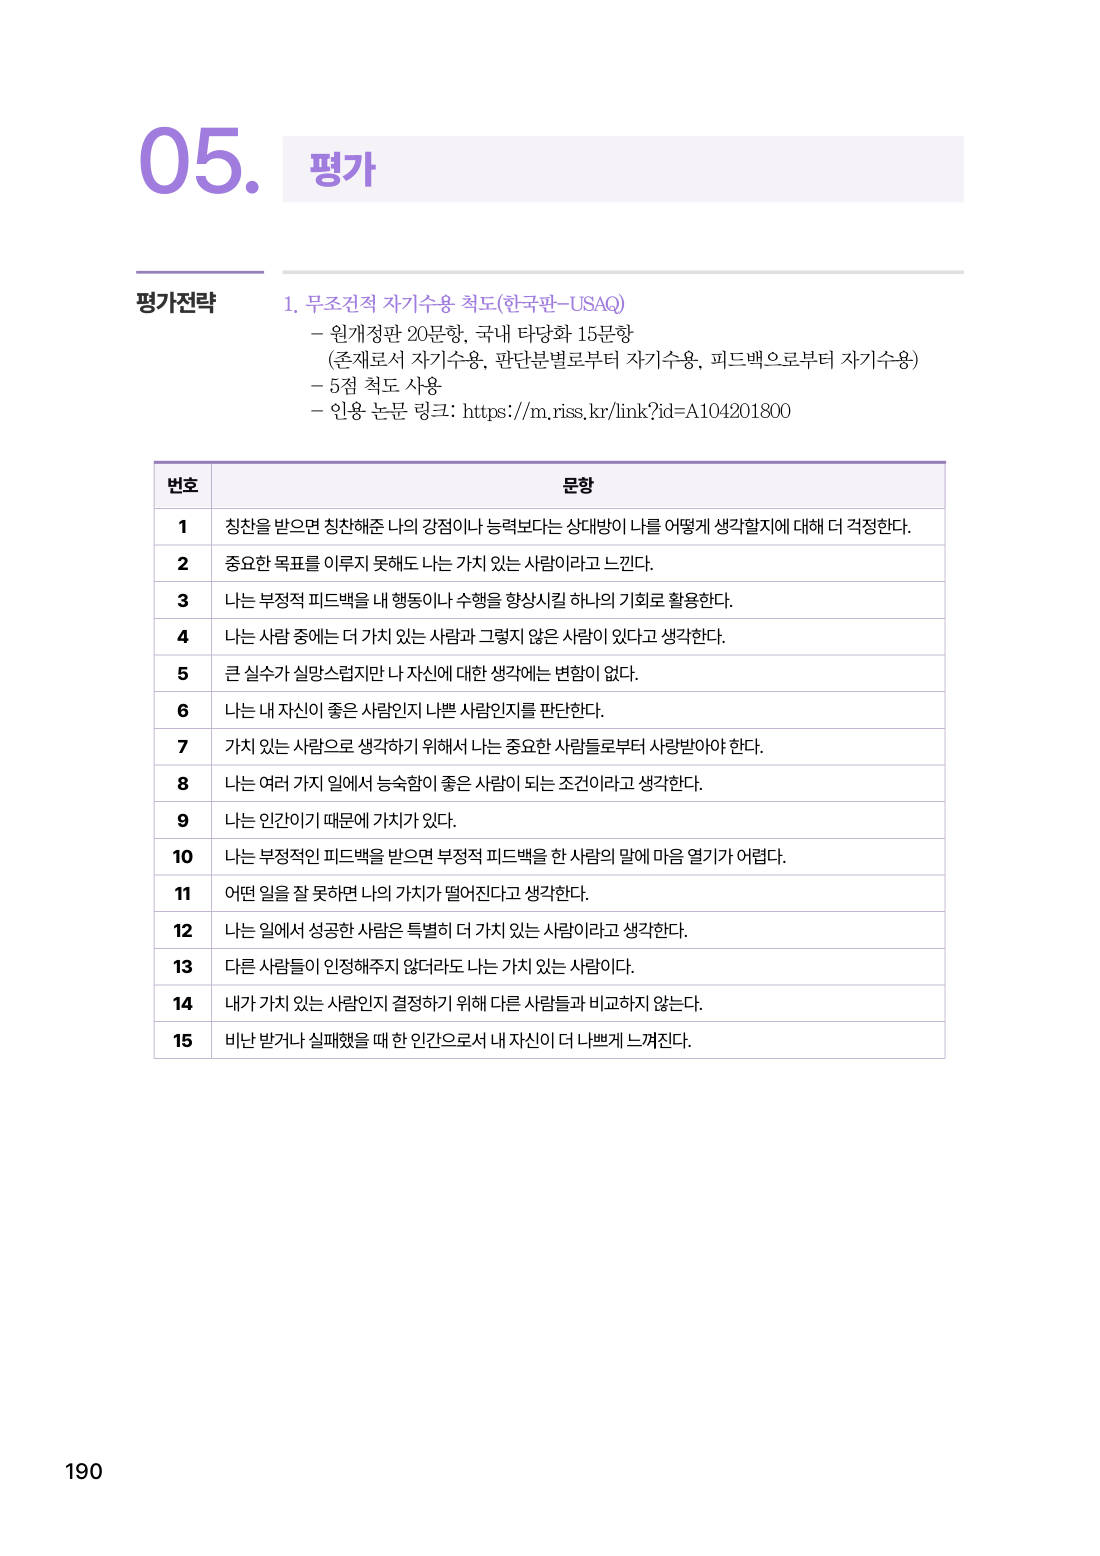 05.
평가
평가전략
1. 무조건적 자기수용 척도(한국판-USAQ)
- 원개정판 20문항, 국내 타당화 15문항
(존재로서 자기수용, 판단분별로부터 자기수용, 피드백으로부터 자기수용)
- 5점 척도 사용
- 인용 논문 링크: https://m.riss.kr/link?id=A104201800
번호 문항
1 칭찬을 받으면 칭찬해준 나의 강점이나 능력보다는 상대방이 나를 어떻게 생각할지에 대해 더 걱정한다.
2 중요한 목표를 이루지 못해도 나는 가치 있는 사람이라고 느낀다.
3 나는 부정적 피드백을 내 행동이나 수행을 향상시킬 하나의 기회로 활용한다.
4 나는 사람 중에는 더 가치 있는 사람과 그렇지 않은 사람이 있다고 생각한다.
5 큰 실수가 실망스럽지만 나 자신에 대한 생각에는 변함이 없다.
6 나는 내 자신이 좋은 사람인지 나쁜 사람인지를 판단한다.
7 가치 있는 사람으로 생각하기 위해서 나는 중요한 사람들로부터 사랑받아야 한다.
8 나는 여러 가지 일에서 능숙함이 좋은 사람이 되는 조건이라고 생각한다.
9 나는 인간이기 때문에 가치가 있다.
10 나는 부정적인 피드백을 받으면 부정적 피드백을 한 사람의 말에 마음 열기가 어렵다.
11 어떤 일을 잘 못하면 나의 가치가 떨어진다고 생각한다.
12 나는 일에서 성공한 사람은 특별히 더 가치 있는 사람이라고 생각한다.
13 다른 사람들이 인정해주지 않더라도 나는 가치 있는 사람이다.
14 내가 가치 있는 사람인지 결정하기 위해 다른 사람들과 비교하지 않는다.
15 비난 받거나 실패했을 때 한 인간으로서 내 자신이 더 나쁘게 느껴진다.
190